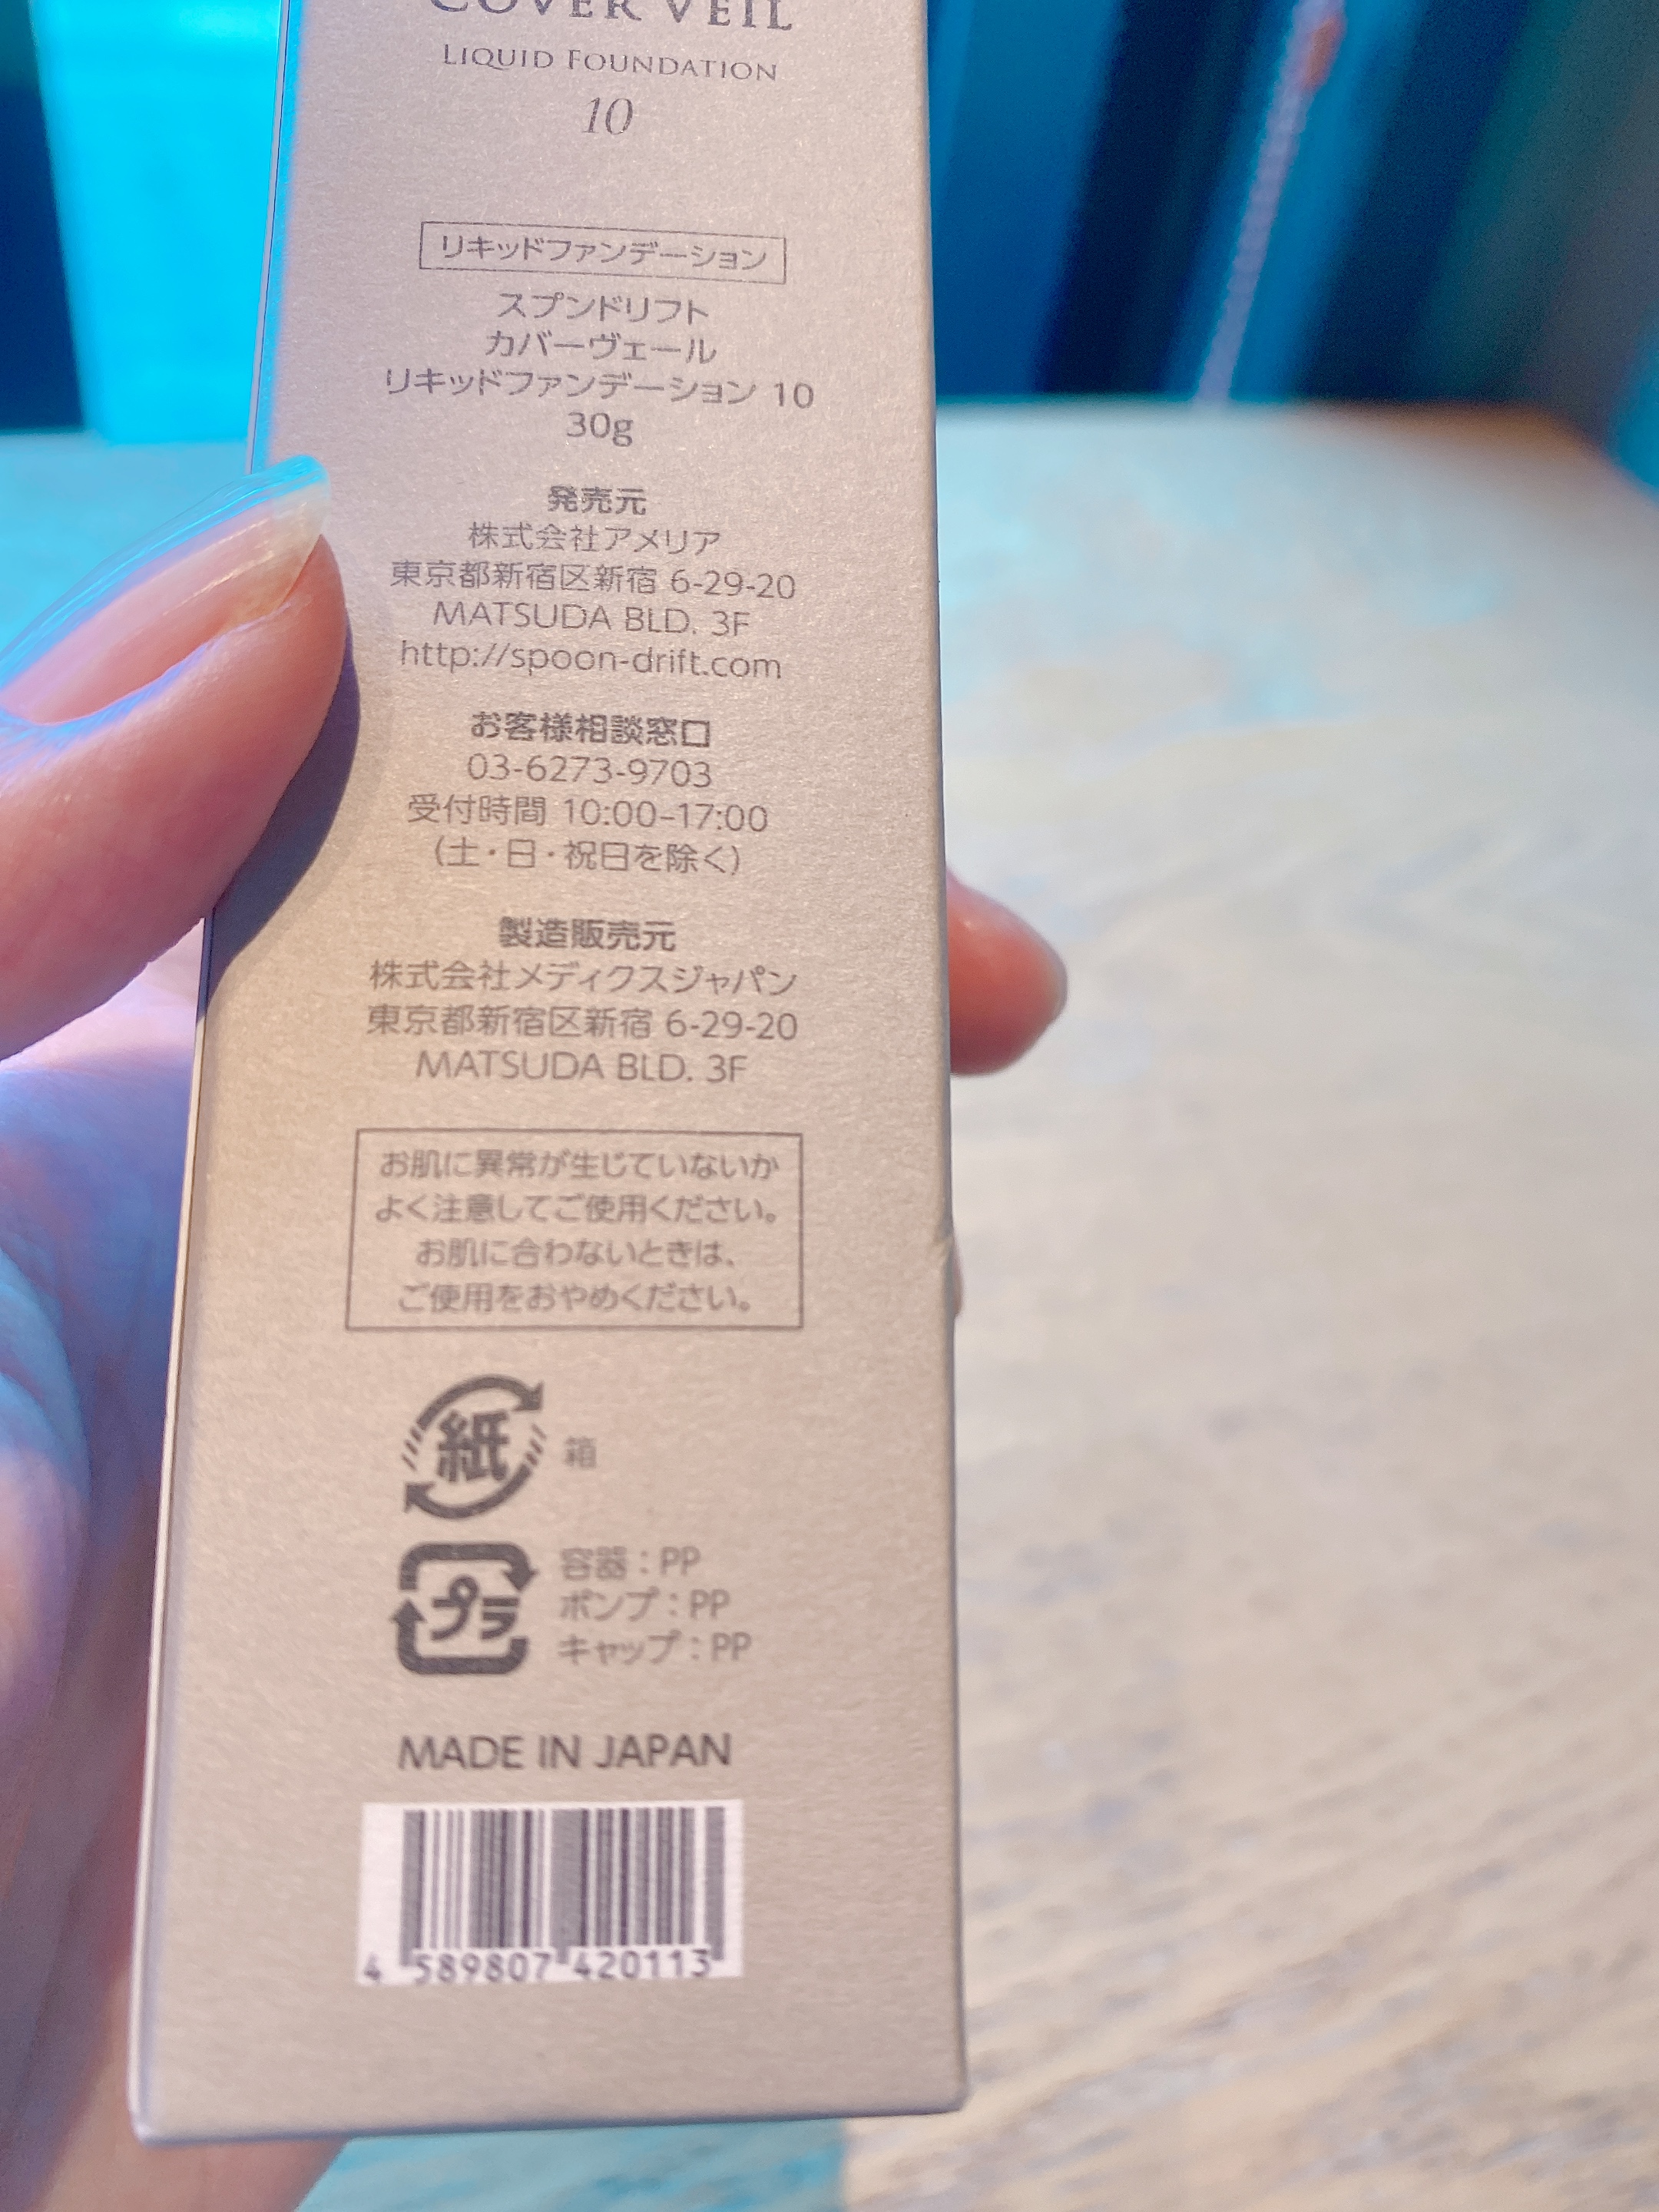 COVER VEIL
LIQUID FOUNDATION
10
リキッドファンデーション
スプンドリフト
カバーヴェール
リキッドファンデーション 10
30g
発売元
株式会社アメリア
東京都新宿区新宿 6-29-20
MATSUDA BLD. 3F
http://spoon-drift.com
お客様相談窓口
03-6273-9703
受付時間 10:00–17:00
(土・日・祝日を除く)
製造販売元
株式会社メディクスジャパン
東京都新宿区新宿 6-29-20
MATSUDA BLD. 3F
お肌に異常が生じていないか
よく注意してご使用ください。
お肌に合わないときは、
ご使用をおやめください。
紙 箱
プラ 容器：PP
ポンプ：PP
キャップ：PP
MADE IN JAPAN
4 589807 420113